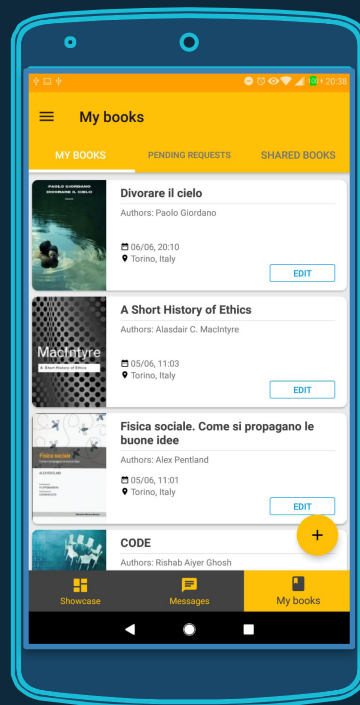 20:38
My books
MY BOOKS
PENDING REQUESTS
SHARED BOOKS
PAOLO GIORDANO
DIVORARE IL CIELO
Divorare il cielo
Authors: Paolo Giordano
06/06, 20:10
Torino, Italy
EDIT
MacIntyre
A Short History of Ethics
A Short History of Ethics
Authors: Alasdair C. MacIntyre
05/06, 11:03
Torino, Italy
EDIT
Fisica sociale
ALEX PENTLAND
Fisica sociale. Come si propagano le
buone idee
Authors: Alex Pentland
05/06, 11:01
Torino, Italy
EDIT
+
CODE
Authors: Rishab Aiyer Ghosh
Showcase
Messages
My books